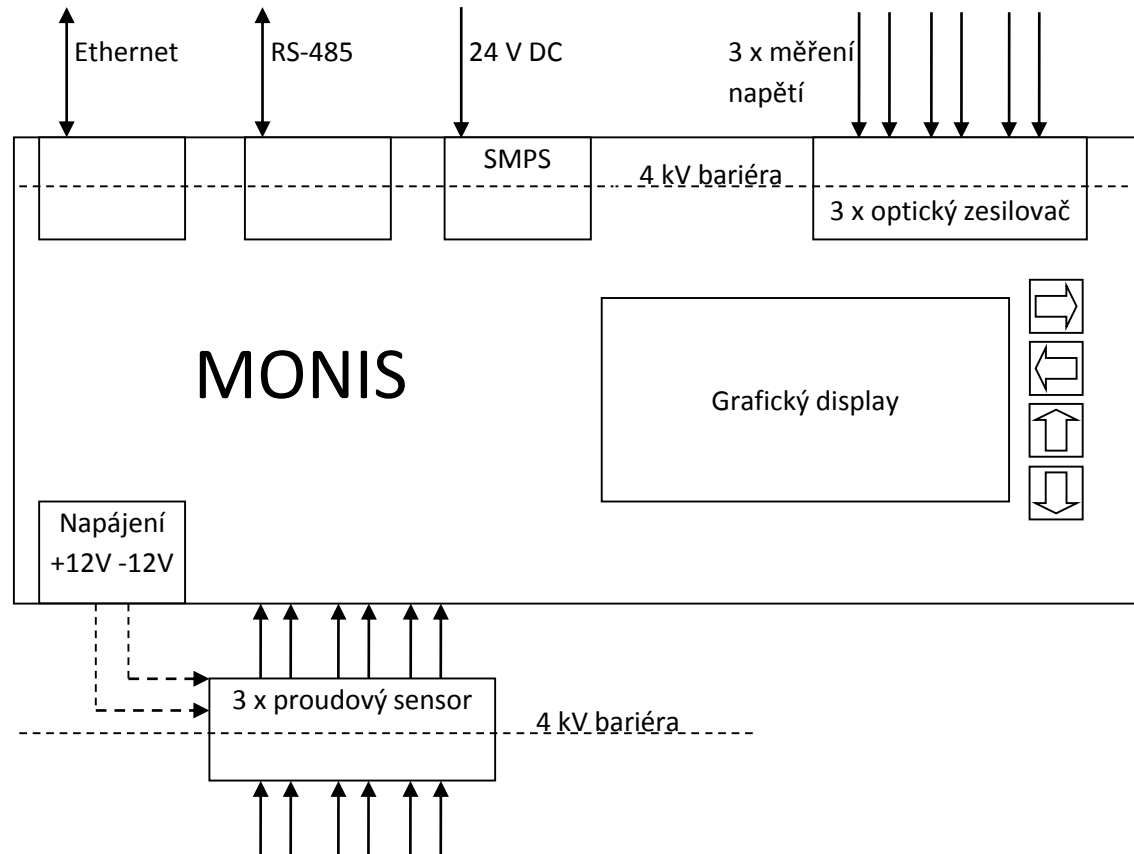 Ethernet
RS-485
24 V DC
3 x měření
napětí
SMPS
4 kV bariéra
3 x optický zesilovač
MONIS
Grafický display
Napájení
+12V -12V
3 x proudový sensor
4 kV bariéra